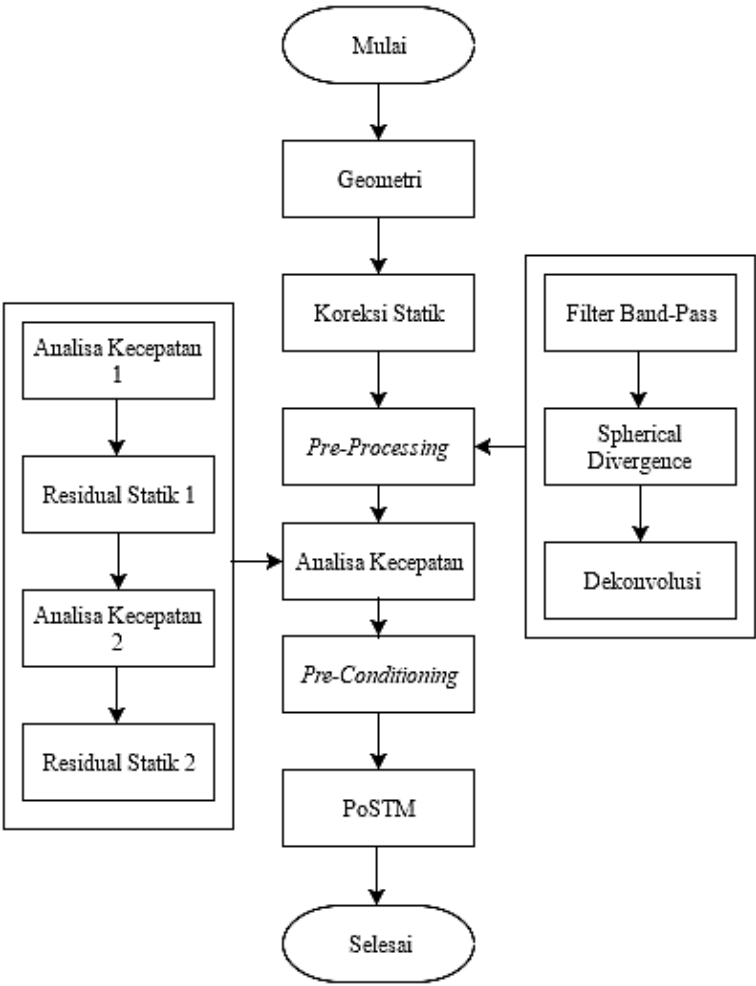 Mulai
Geometri
Koreksi Statik
Pre-Processing
Analisa Kecepatan
Pre-Conditioning
PoSTM
Selesai
Analisa Kecepatan
1
Residual Statik 1
Analisa Kecepatan
2
Residual Statik 2
Filter Band-Pass
Spherical
Divergence
Dekonvolusi